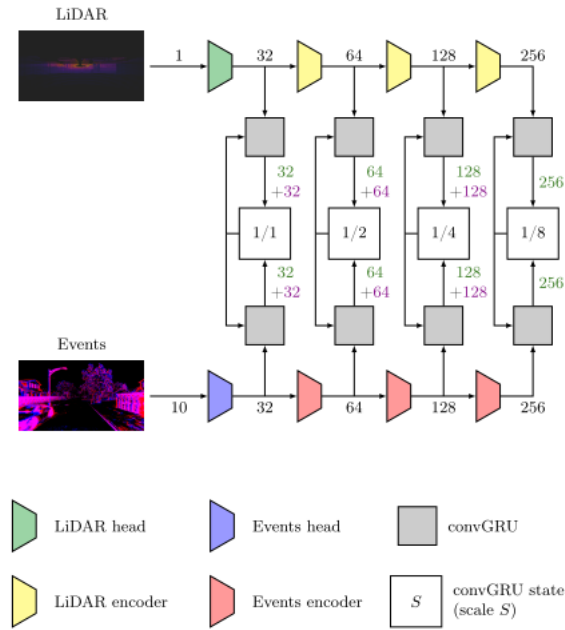 LiDAR
1 32 64 128 256
32 64 128
+32 +64 +128 256
1/1 1/2 1/4 1/8
32 64 128
+32 +64 +128 256
Events
10 32 64 128 256
LiDAR head Events head convGRU
LiDAR encoder Events encoder S convGRU state
(scale S)